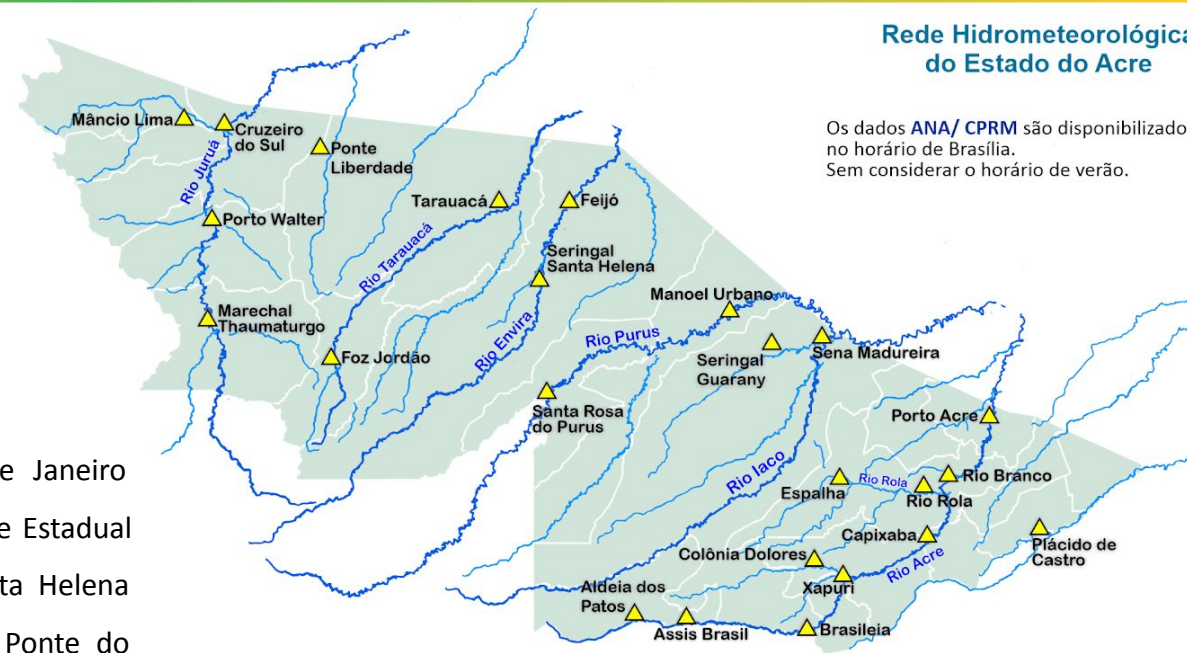 Rede Hidrometeorológica
do Estado do Acre
Os dados ANA/ CPRM são disponibilizado
no horário de Brasília.
Sem considerar o horário de verão.
Mâncio Lima
Cruzeiro
do Sul
Ponte
Liberdade
Rio Juruá
Porto Walter
Tarauacá
Feijó
Rio Tarauacá
Seringal
Santa Helena
Marechal
Thaumaturgo
Foz Jordão
Rio Envira
Rio Purus
Manoel Urbano
Seringal
Guarany
Sena Madureira
Santa Rosa
do Purus
Porto Acre
Rio Iaco
Espalha
Rio Rola
Rio Rola
Rio Branco
Capixaba
Plácido de
Castro
Colônia Dolores
Rio Acre
Xapuri
Aldeia dos
Patos
Assis Brasil
Brasileia
e Janeiro
e Estadual
ta Helena
Ponte do